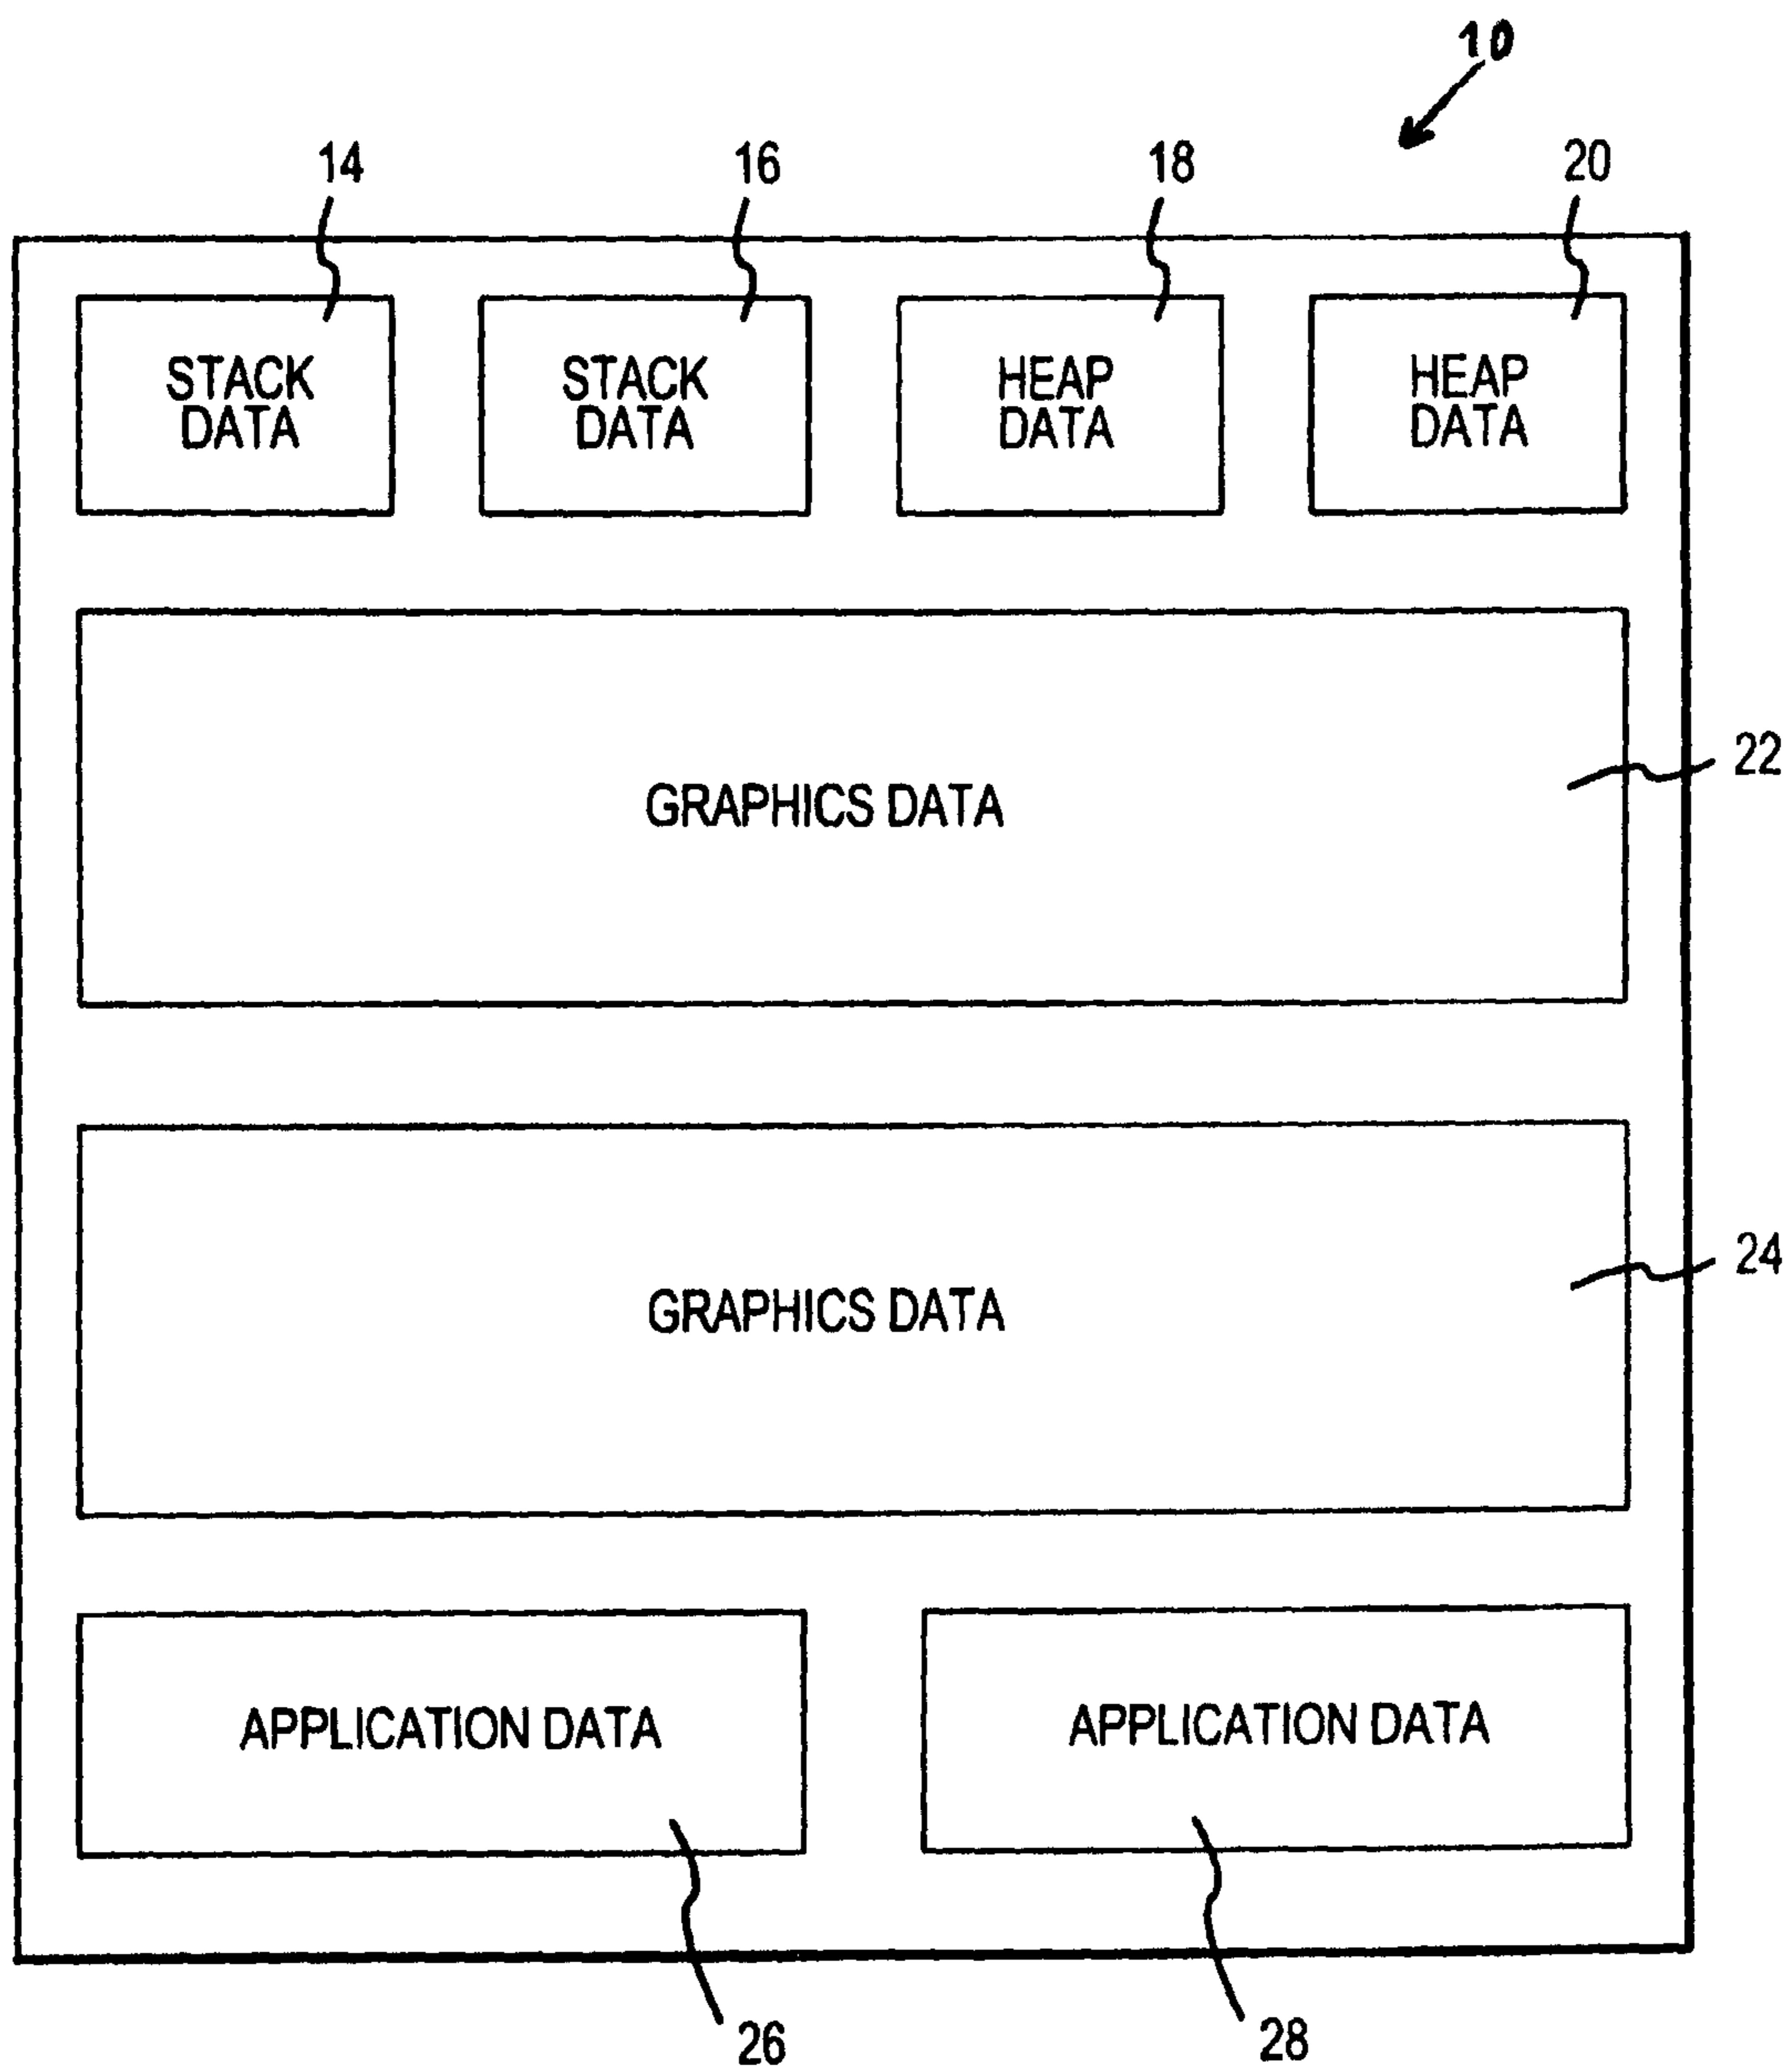 10
14
16
18
20
STACK
DATA
STACK
DATA
HEAP
DATA
HEAP
DATA
GRAPHICS DATA
22
GRAPHICS DATA
24
APPLICATION DATA
APPLICATION DATA
26
28